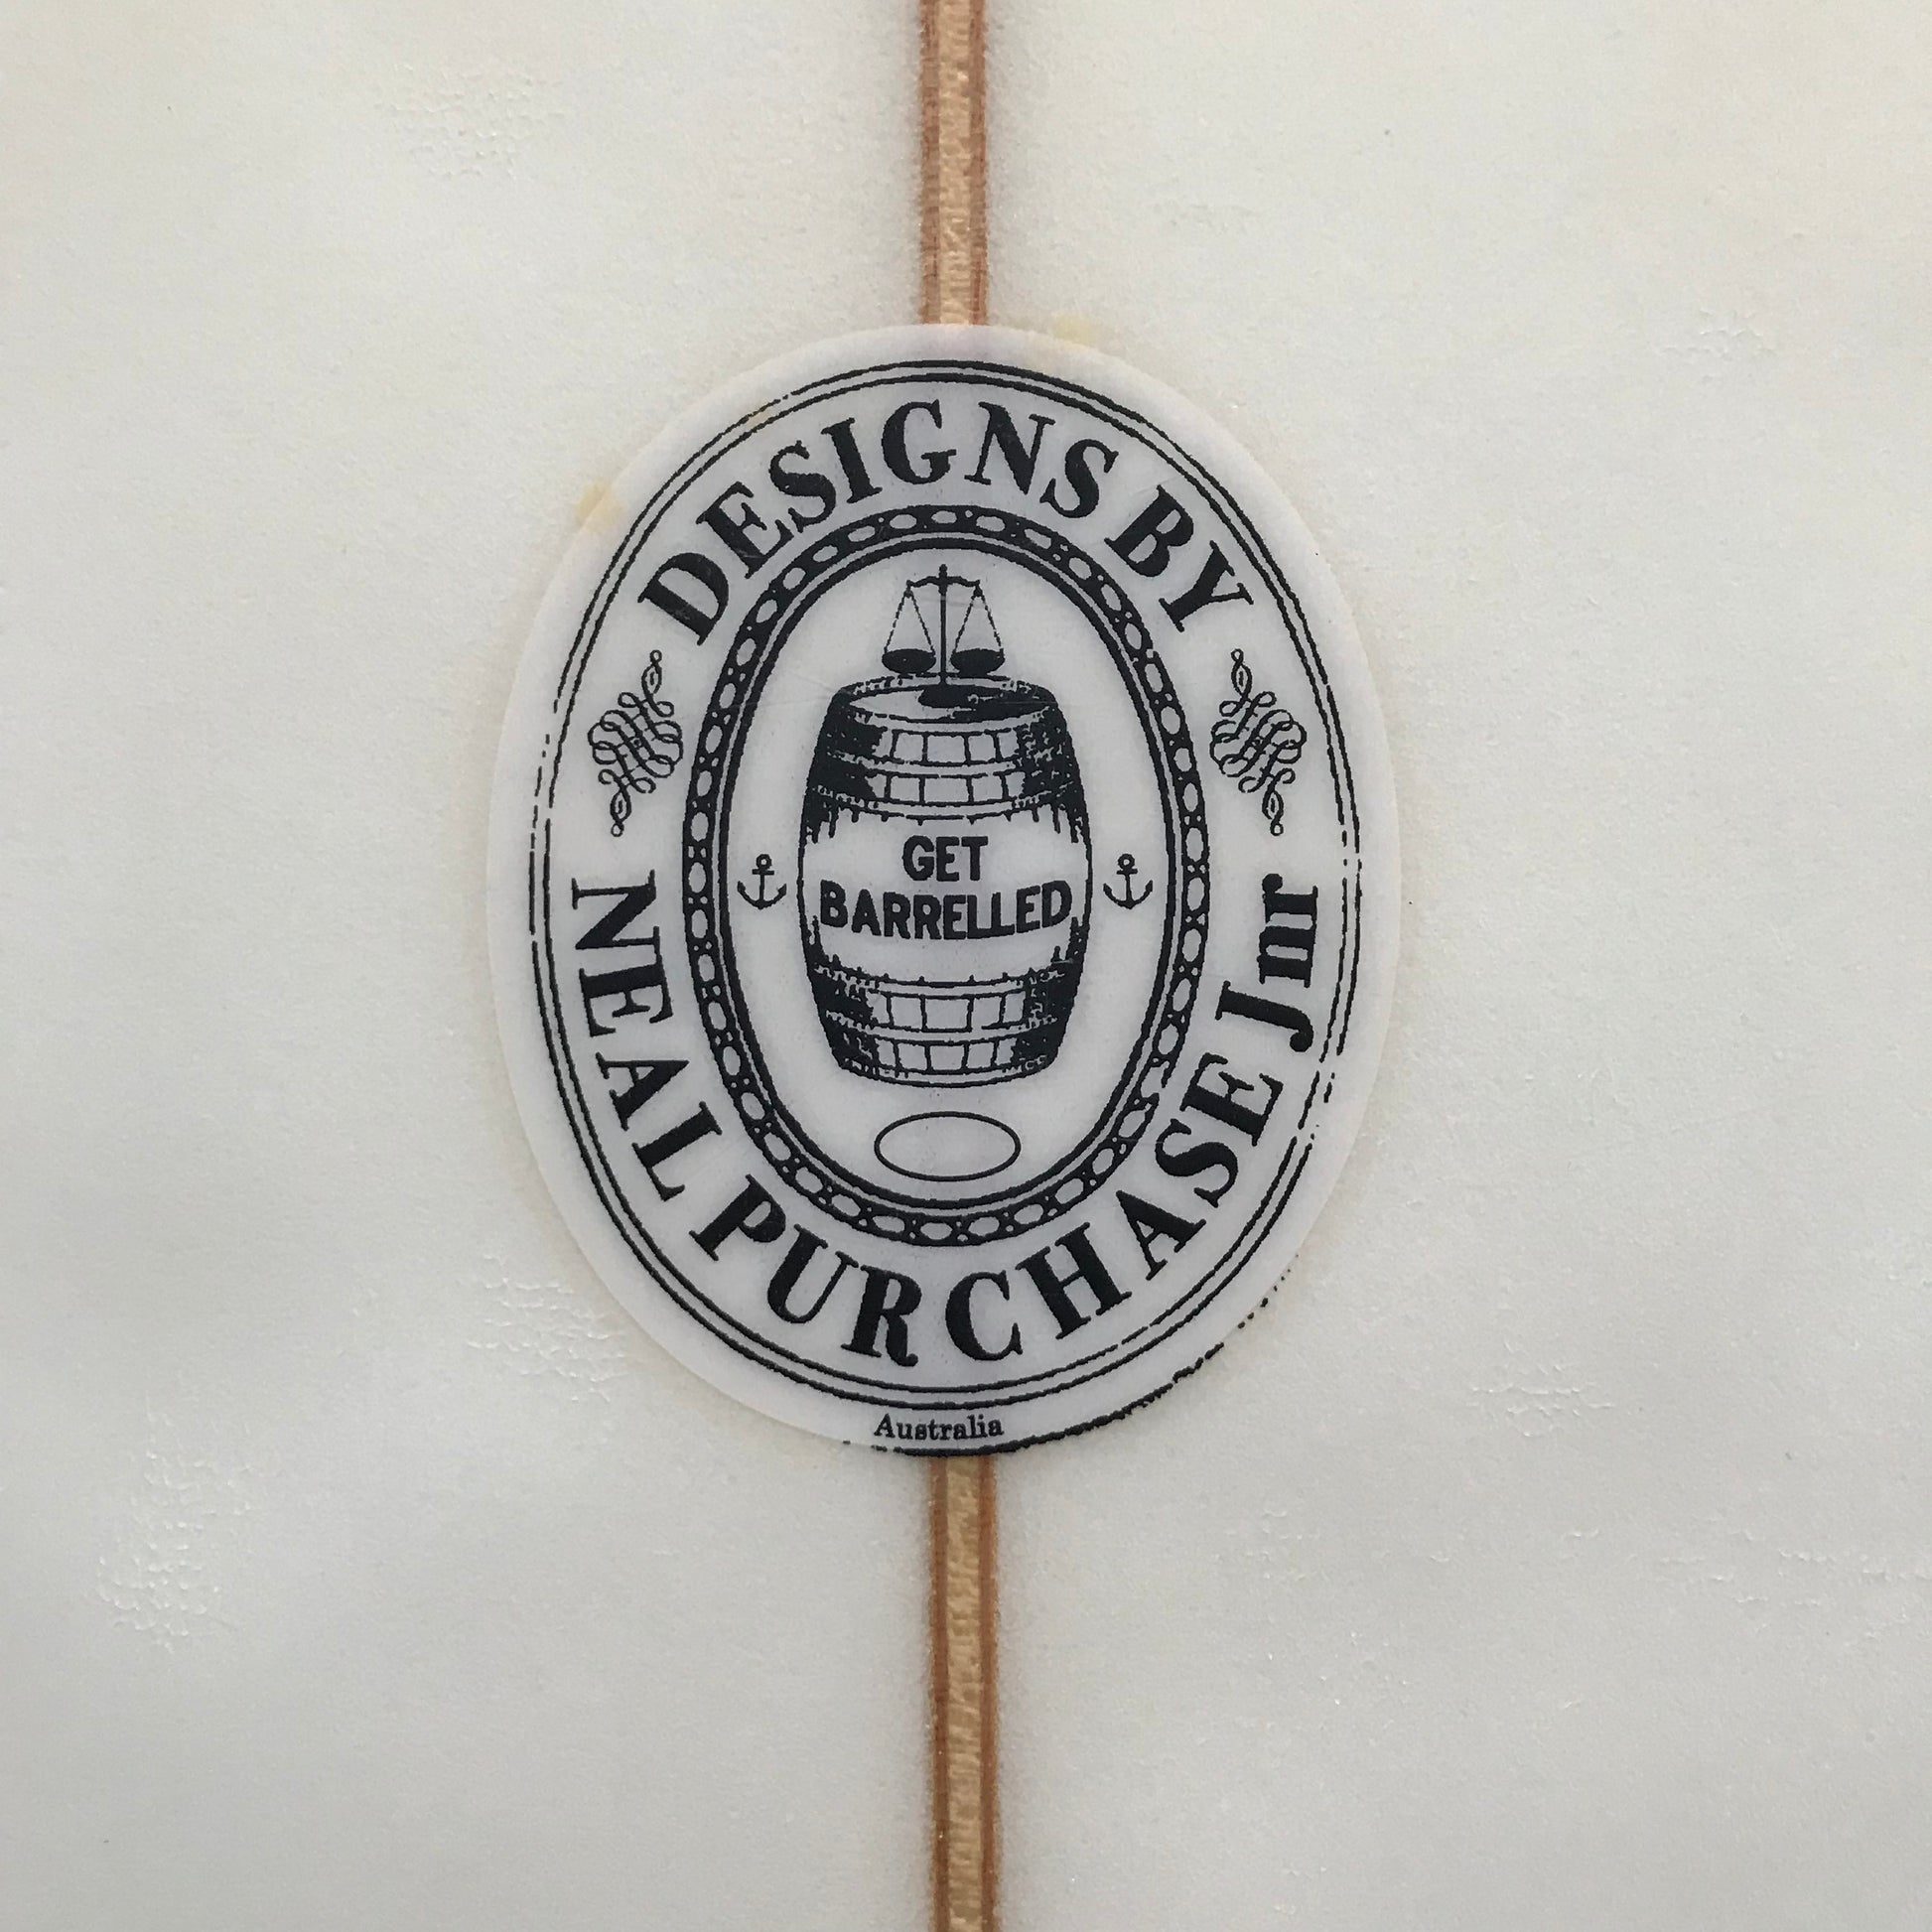 DESIGNS BY
GET
BARRELLED
NEAL PURCHASE Jnr
Australia